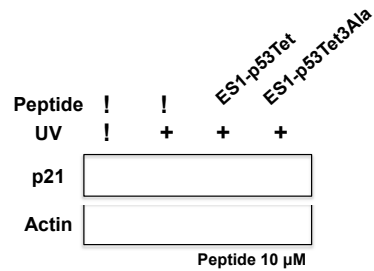 Peptide ! ! ES1-p53Tet ES1-p53Tet3Ala
UV ! + + +
p21
Actin
Peptide 10 µM